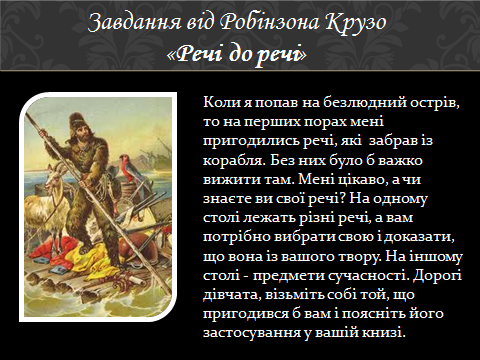 Завдання від Робінзона Крузо
«Речі до речі»
Коли я попав на безлюдний острів,
то на перших порах мені
пригодились речі, які забрав із
корабля. Без них було б важко
вижити там. Мені цікаво, а чи
знаєте ви свої речі? На одному
столі лежать різні речі, а вам
потрібно вибрати свою і доказати,
що вона із вашого твору. На іншому
столі - предмети сучасності. Дорогі
дівчата, візьміть собі той, що
пригодився б вам і поясніть його
застосування у вашій книзі.